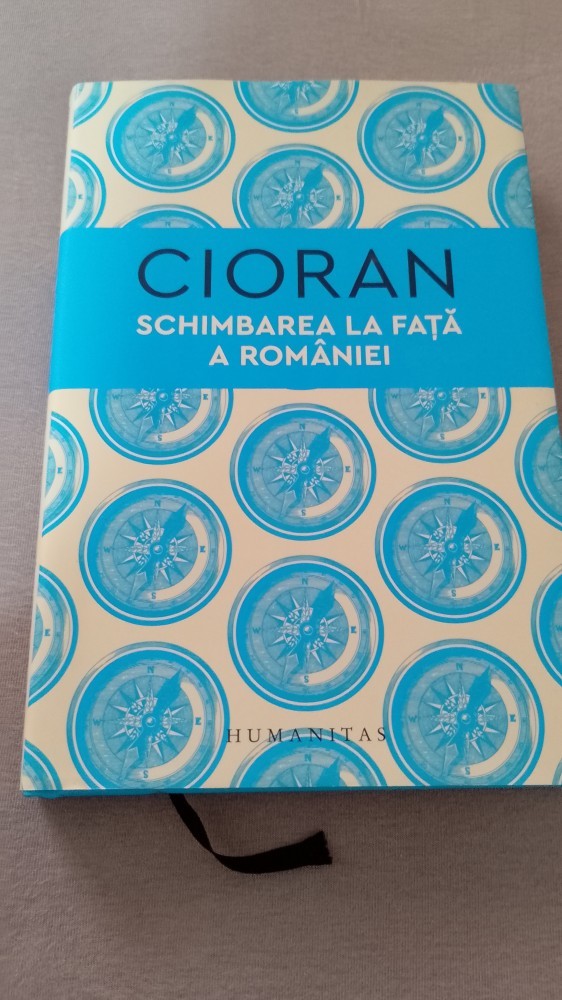 CIORAN
SCHIMBAREA LA FAȚĂ
A ROMÂNIEI
HUMANITAS